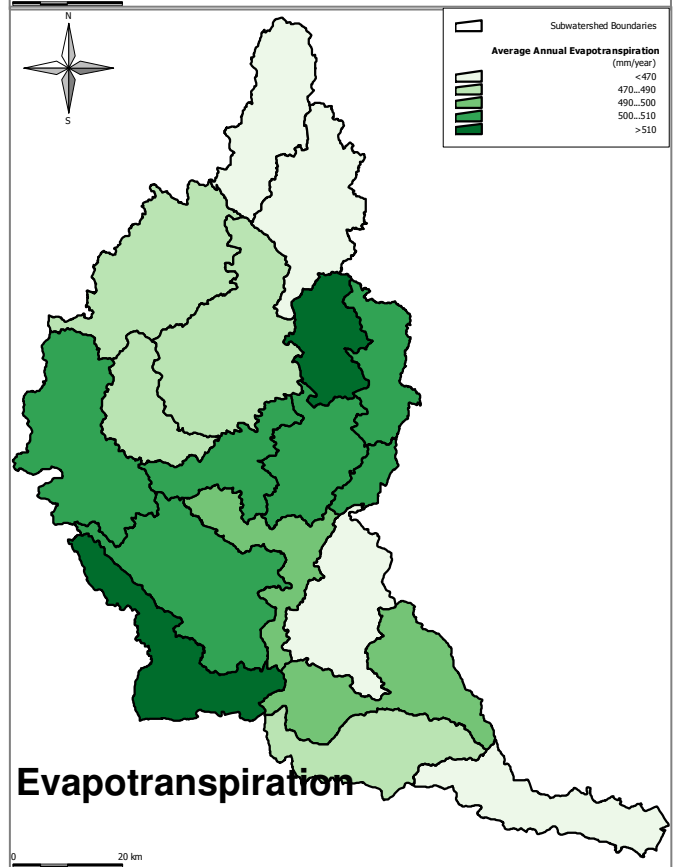 N
S
Subwatershed Boundaries
Average Annual Evapotranspiration
(mm/year)
<470
470...490
490...500
500...510
>510
Evapotranspiration
0 20 km